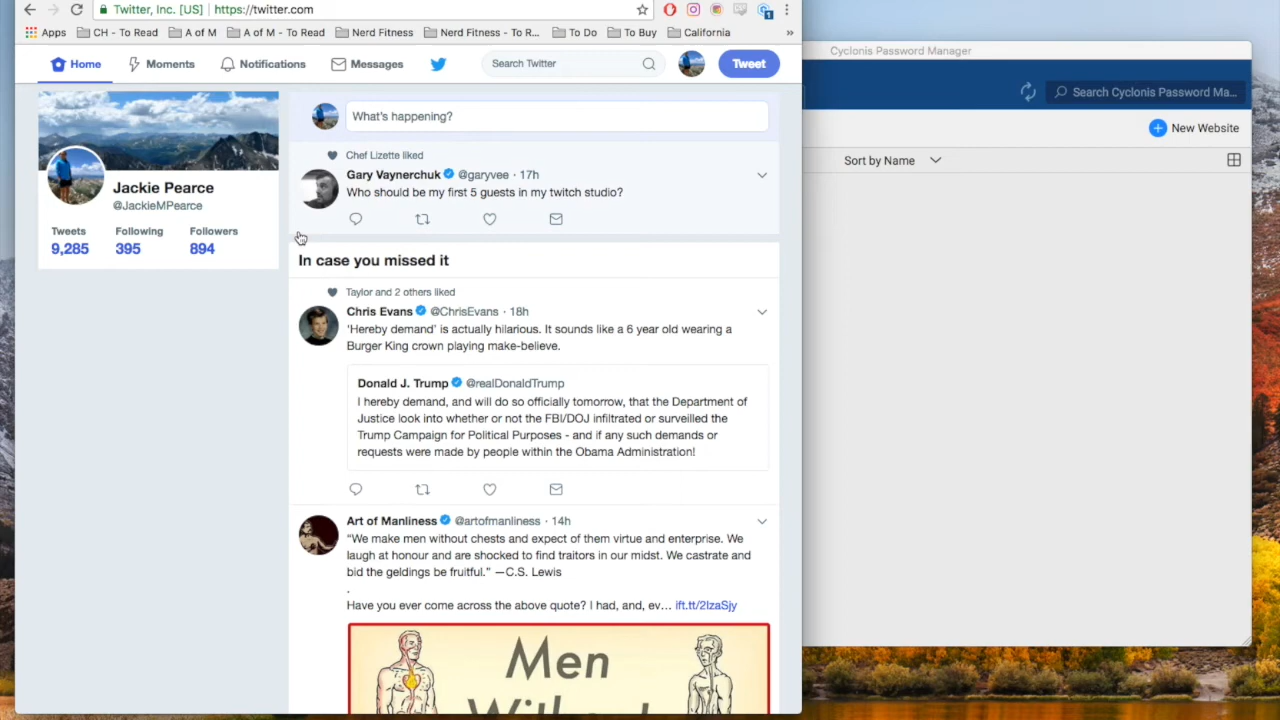 Twitter, Inc. [US] https://twitter.com
Apps CH - To Read A of M A of M - To Read Nerd Fitness Nerd Fitness - To R... To Do To Buy California »
Home Moments Notifications Messages Search Twitter Tweet
What's happening?
Jackie Pearce
@JackieMPearce
Tweets Following Followers
9,285 395 894
Chef Lizette liked
Gary Vaynerchuk @garyvee · 17h
Who should be my first 5 guests in my twitch studio?
In case you missed it
Taylor and 2 others liked
Chris Evans @ChrisEvans · 18h
'Hereby demand' is actually hilarious. It sounds like a 6 year old wearing a
Burger King crown playing make-believe.
Donald J. Trump @realDonaldTrump
I hereby demand, and will do so officially tomorrow, that the Department of
Justice look into whether or not the FBI/DOJ infiltrated or surveilled the
Trump Campaign for Political Purposes - and if any such demands or
requests were made by people within the Obama Administration!
Art of Manliness @artofmanliness · 14h
"We make men without chests and expect of them virtue and enterprise. We
laugh at honour and are shocked to find traitors in our midst. We castrate and
bid the geldings be fruitful." —C.S. Lewis
.
Have you ever come across the above quote? I had, and, ev... ift.tt/2IzaSjy
Men
Without
Cyclonis Password Manager
Search Cyclonis Password Ma...
New Website
Sort by Name
1